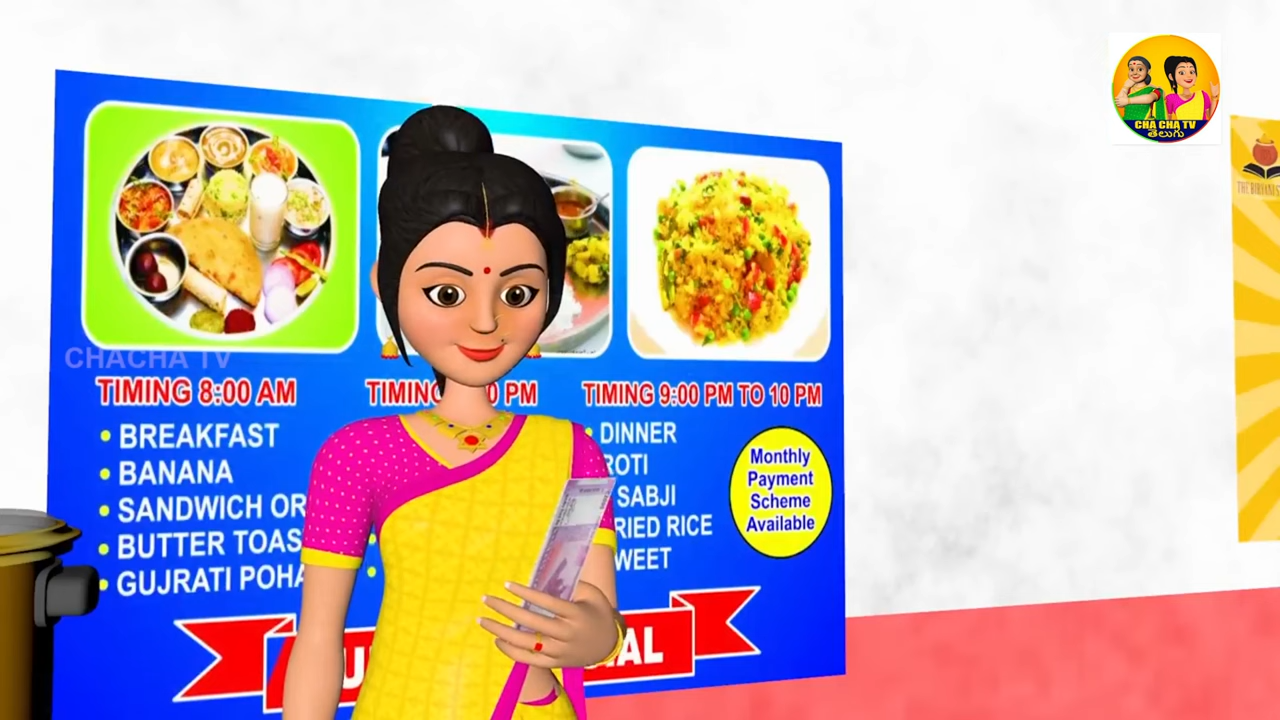 CHA CHA TV
తెలుగు
CHACHA TV
TIMING 8:00 AM
BREAKFAST
BANANA
SANDWICH OR
BUTTER TOAS
GUJRATI POHA
PM
TIMING 9:00 PM TO 10 PM
DINNER
ROTI
SABJI
RIED RICE
WEET
Monthly
Payment
Scheme
Available